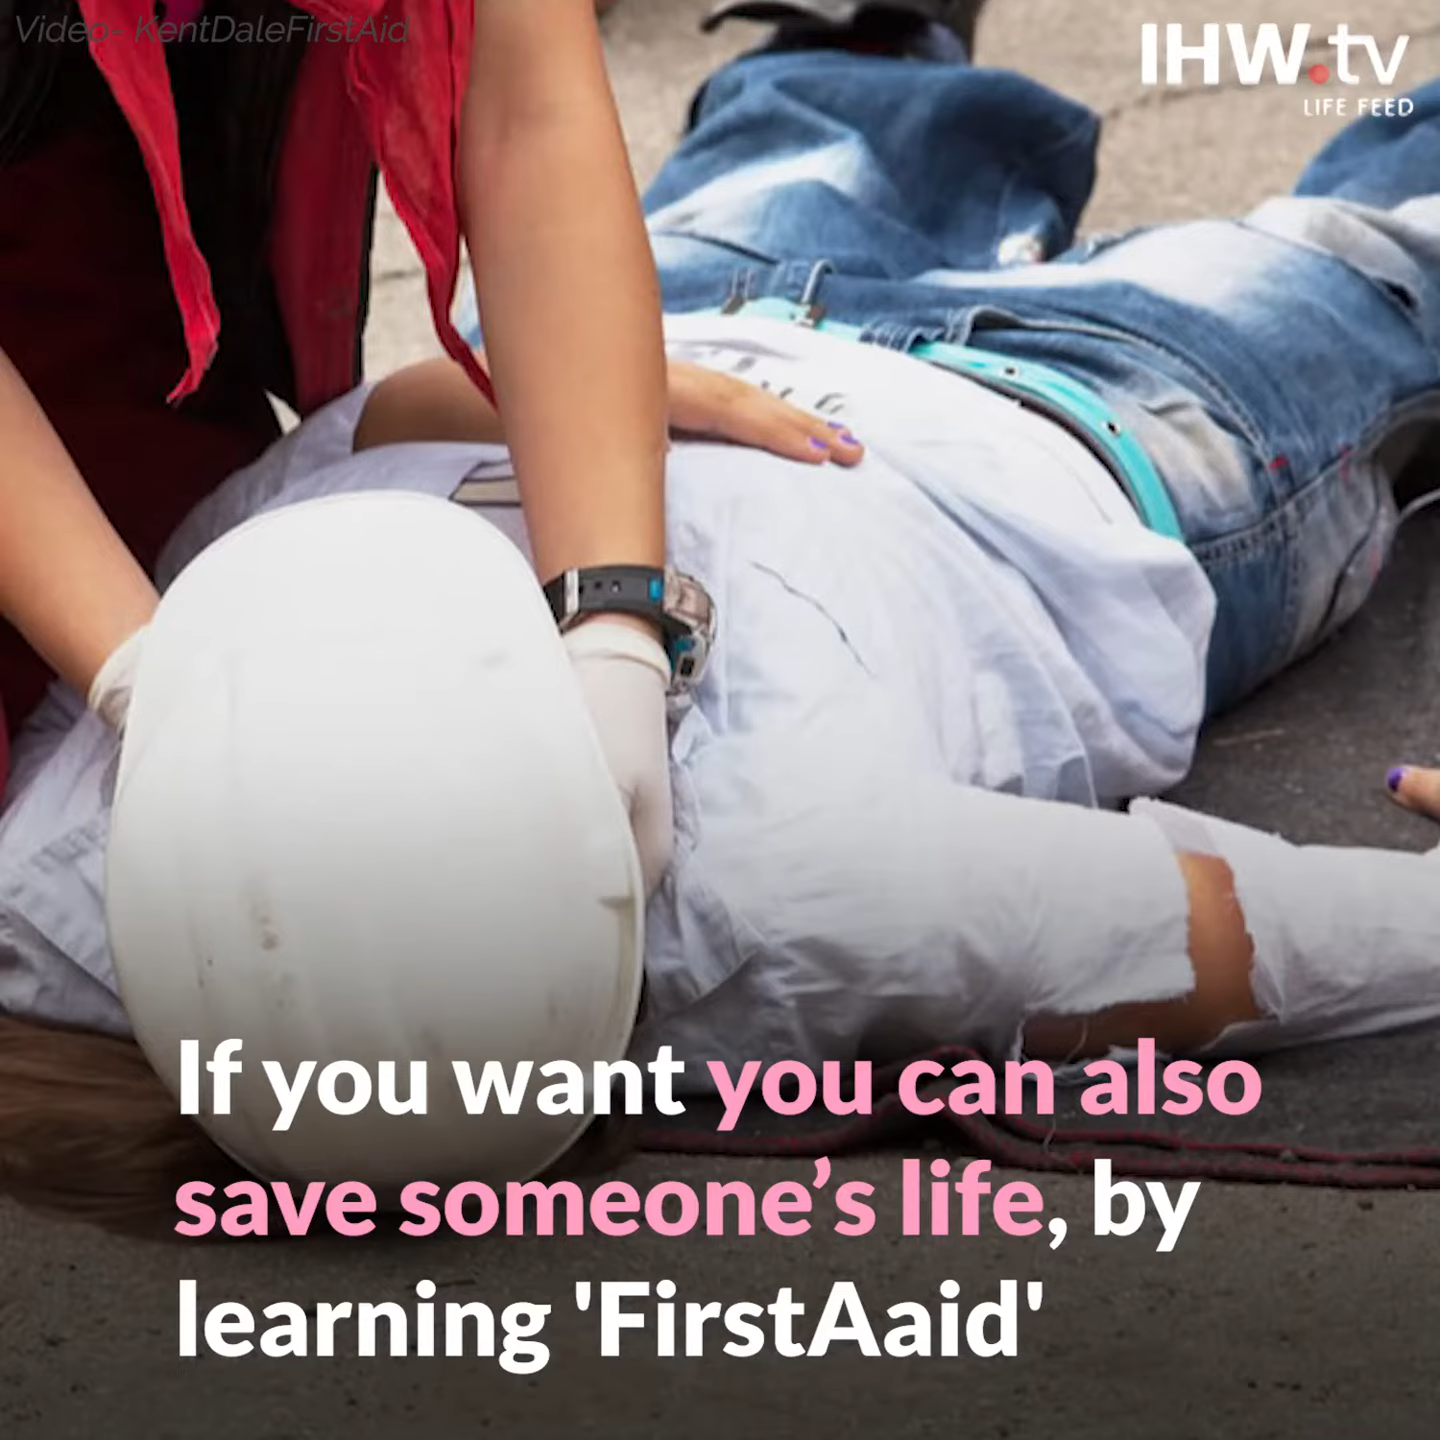 Video- KentDaleFirstAid
IHW.tv
LIFE FEED
If you want you can also
save someone’s life, by
learning 'FirstAaid'